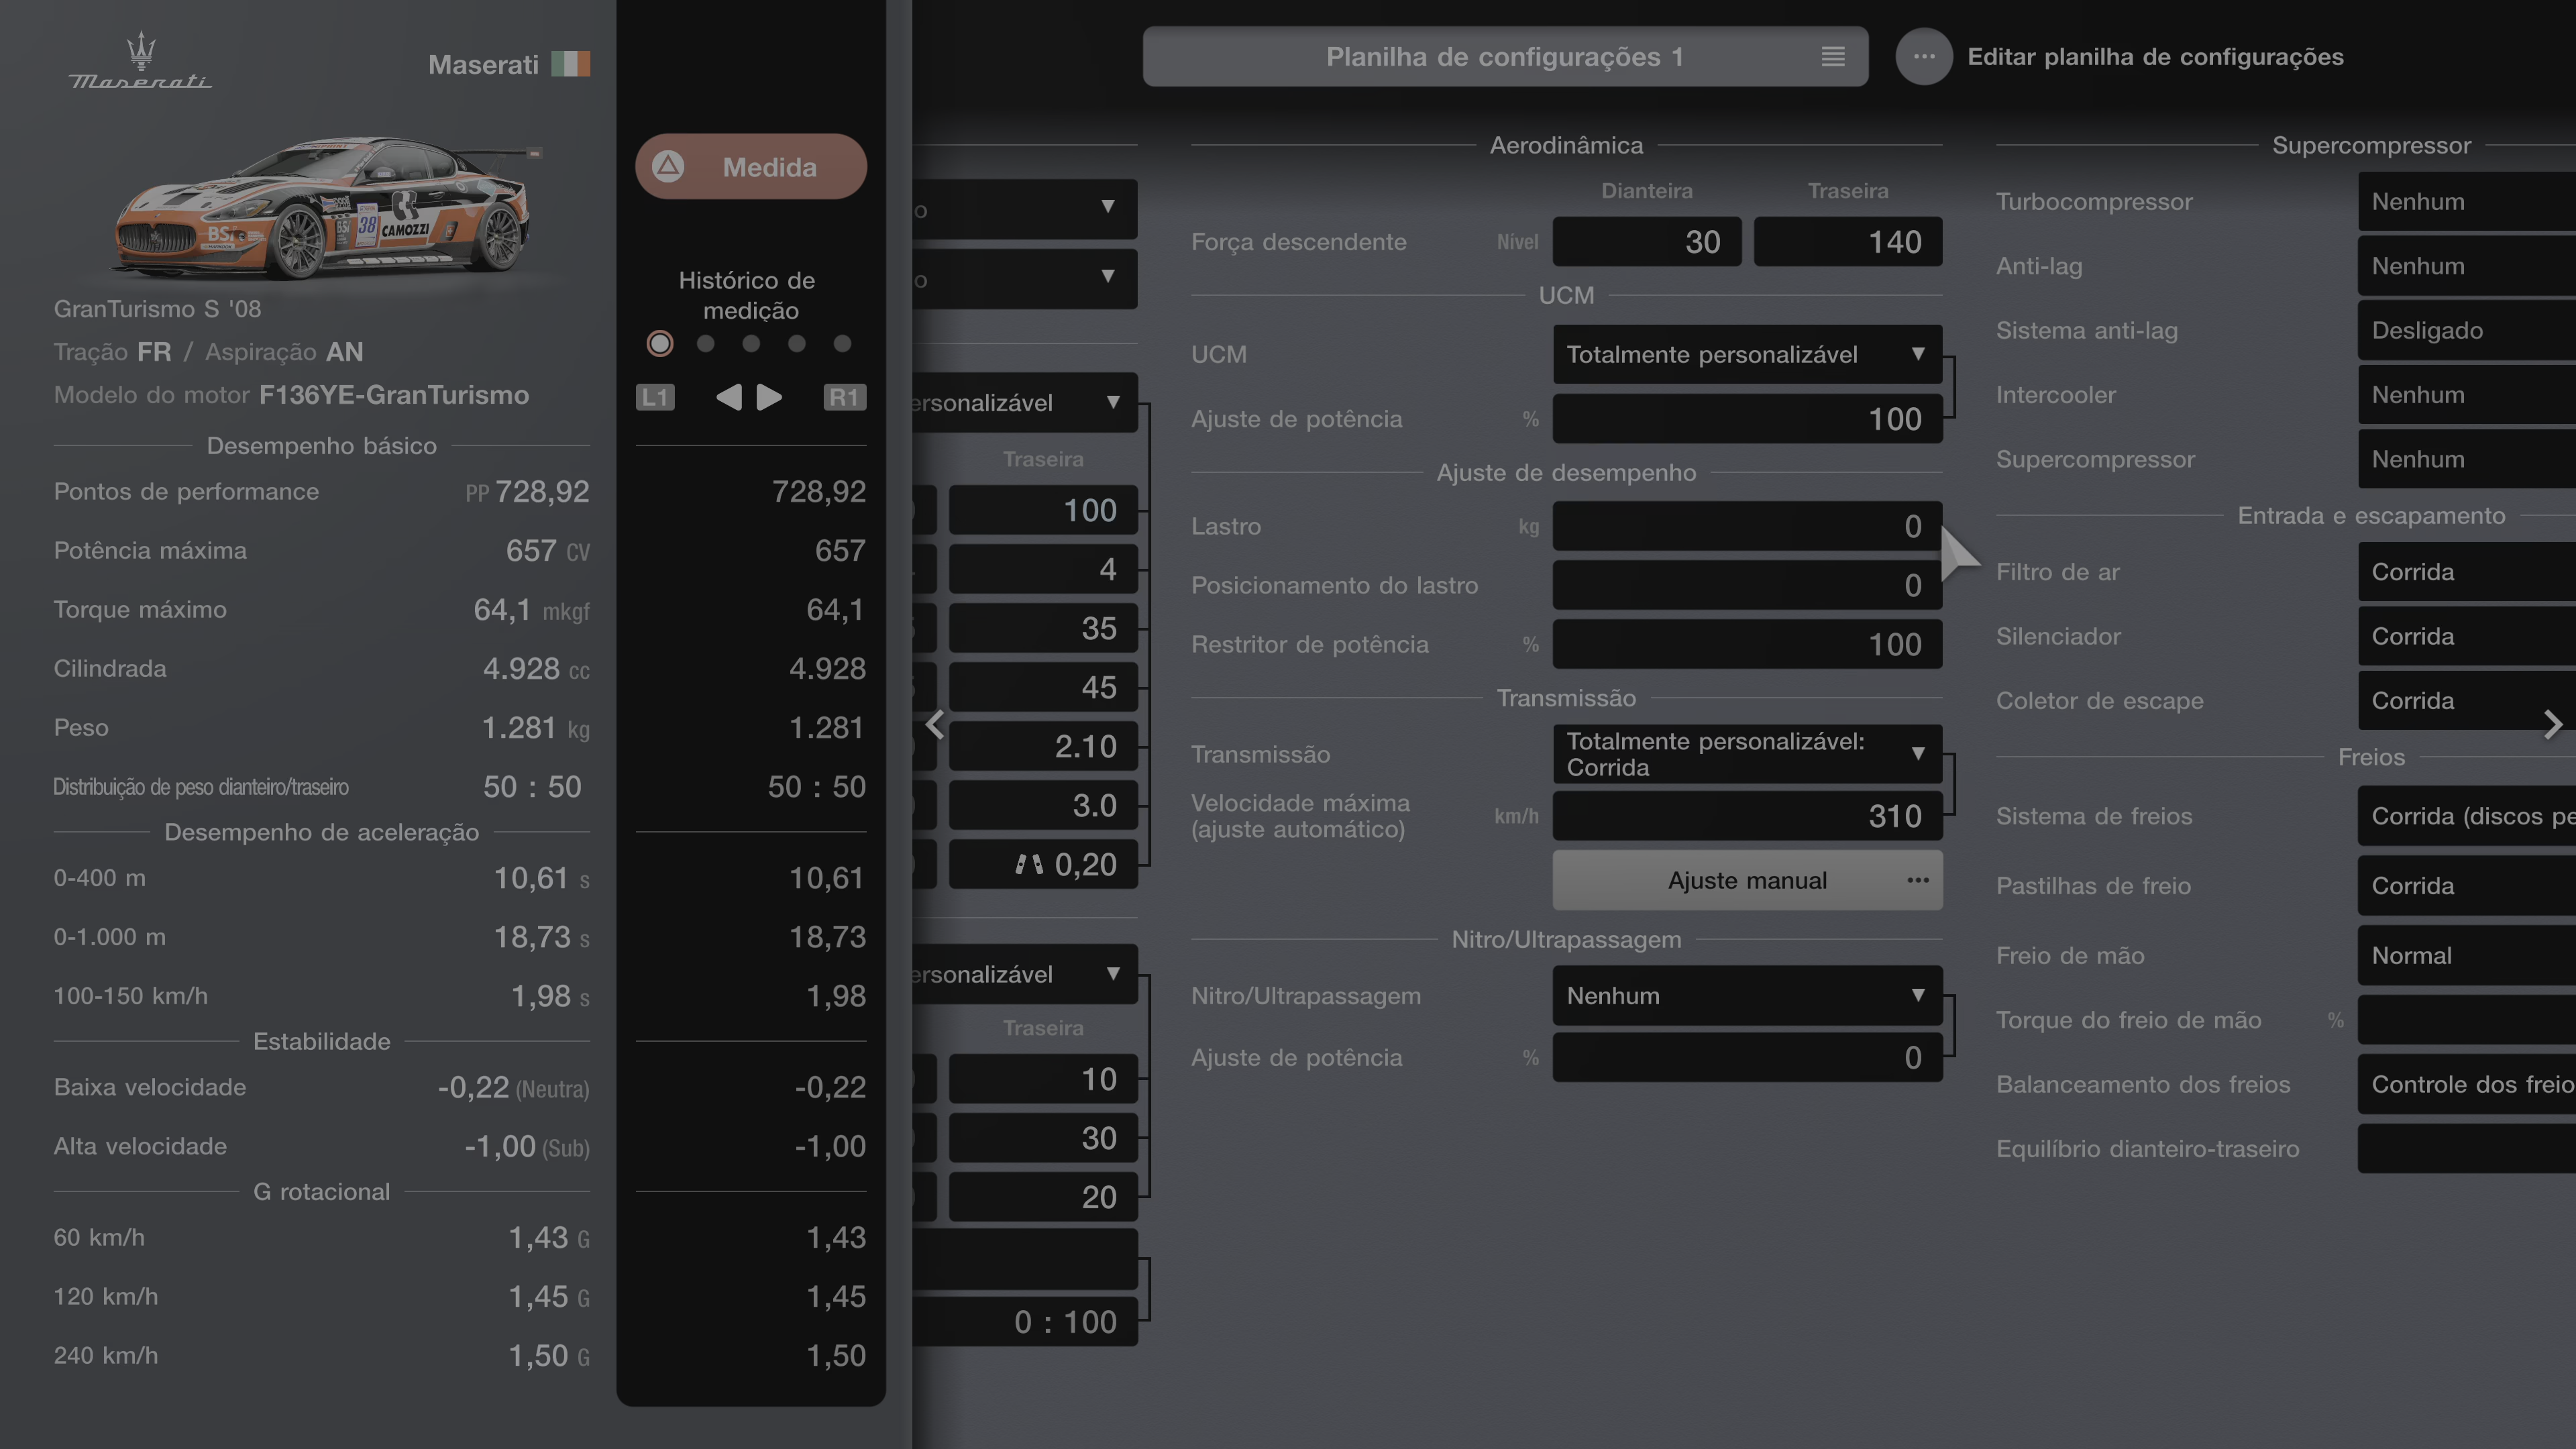 Maserati
Maserati
GranTurismo S '08
Tração FR / Aspiração AN
Modelo do motor F136YE-GranTurismo
Desempenho básico
Pontos de performance PP 728,92
Potência máxima 657 CV
Torque máximo 64,1 mkgf
Cilindrada 4.928 cc
Peso 1.281 kg
Distribuição de peso dianteiro/traseiro 50 : 50
Desempenho de aceleração
0-400 m 10,61 s
0-1.000 m 18,73 s
100-150 km/h 1,98 s
Estabilidade
Baixa velocidade -0,22 (Neutra)
Alta velocidade -1,00 (Sub)
G rotacional
60 km/h 1,43 G
120 km/h 1,45 G
240 km/h 1,50 G
BSi
38
BSI
CAMOZZI
Medida
Histórico de
medição
L1 R1
728,92
657
64,1
4.928
1.281
50 : 50
10,61
18,73
1,98
-0,22
-1,00
1,43
1,45
1,50
Planilha de configurações 1
Editar planilha de configurações
o
o
ersonalizável
Traseira
100
4
35
45
2.10
3.0
0,20
ersonalizável
Traseira
10
30
20
0 : 100
Aerodinâmica
Dianteira Traseira
Força descendente Nível 30 140
UCM
UCM Totalmente personalizável
Ajuste de potência % 100
Ajuste de desempenho
Lastro kg 0
Posicionamento do lastro 0
Restritor de potência % 100
Transmissão
Transmissão Totalmente personalizável:
Corrida
Velocidade máxima
(ajuste automático) km/h 310
Ajuste manual
Nitro/Ultrapassagem
Nitro/Ultrapassagem Nenhum
Ajuste de potência % 0
Supercompressor
Turbocompressor Nenhum
Anti-lag Nenhum
Sistema anti-lag Desligado
Intercooler Nenhum
Supercompressor Nenhum
Entrada e escapamento
Filtro de ar Corrida
Silenciador Corrida
Coletor de escape Corrida
Freios
Sistema de freios Corrida (discos pe
Pastilhas de freio Corrida
Freio de mão Normal
Torque do freio de mão %
Balanceamento dos freios Controle dos freio
Equilíbrio dianteiro-traseiro